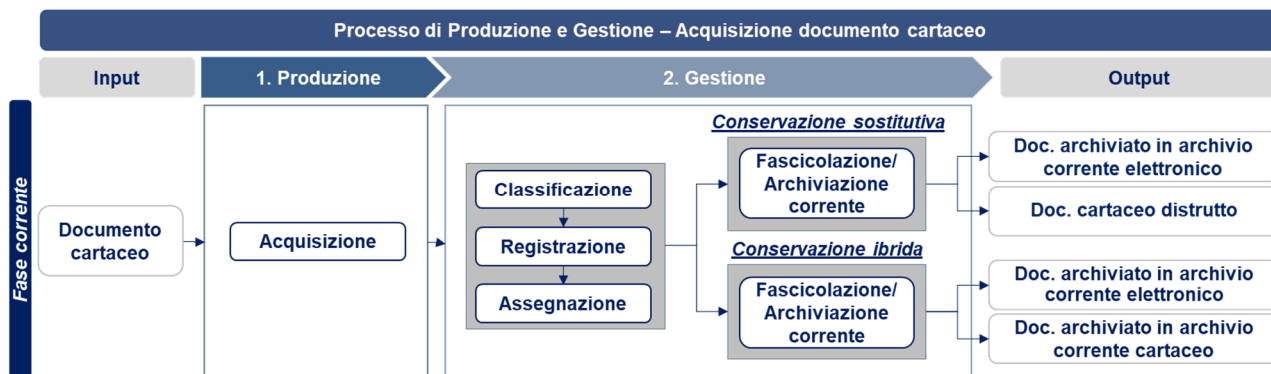 Processo di Produzione e Gestione – Acquisizione documento cartaceo
Input
1. Produzione
2. Gestione
Output
Fase corrente
Documento
cartaceo
Acquisizione
Classificazione
Registrazione
Assegnazione
Conservazione sostitutiva
Fascicolazione/
Archiviazione
corrente
Conservazione ibrida
Fascicolazione/
Archiviazione
corrente
Doc. archiviato in archivio
corrente elettronico
Doc. cartaceo distrutto
Doc. archiviato in archivio
corrente elettronico
Doc. archiviato in archivio
corrente cartaceo